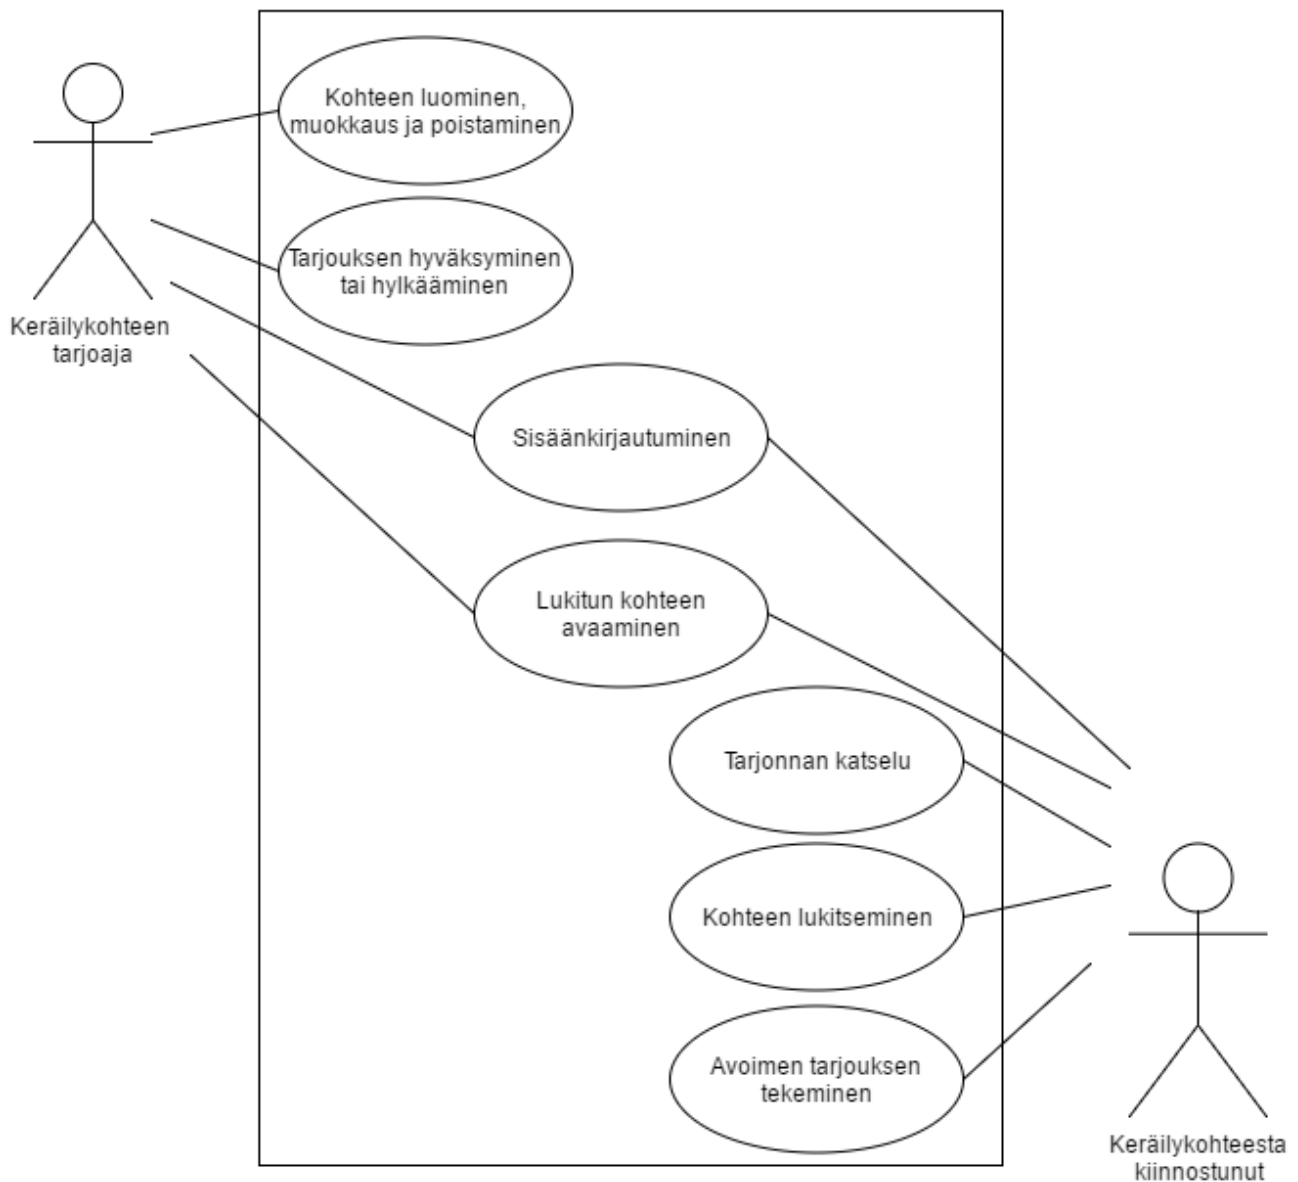 Kohteen luominen,
muokkaus ja poistaminen
Tarjouksen hyväksyminen
tai hylkääminen
Keräilykohteen
tarjoaja
Sisäänkirjautuminen
Lukitun kohteen
avaaminen
Tarjonnan katselu
Kohteen lukitseminen
Avoimen tarjouksen
tekeminen
Keräilykohteesta
kiinnostunut